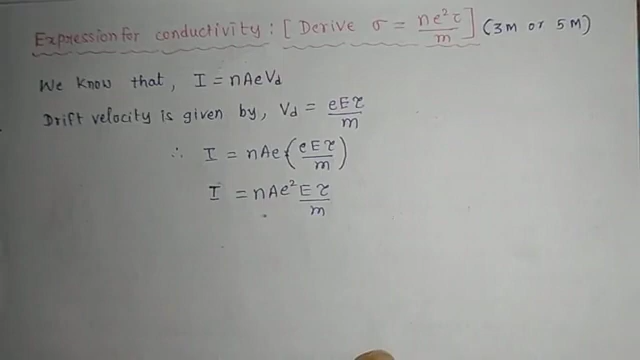 Expression for conductivity : [ Derive σ = ne²τ/m ] (3M or 5M)
We know that, I = nAeVd
Drift velocity is given by, Vd = eEτ/m
∴ I = nAe(eEτ/m)
I = nAe² Eτ/m